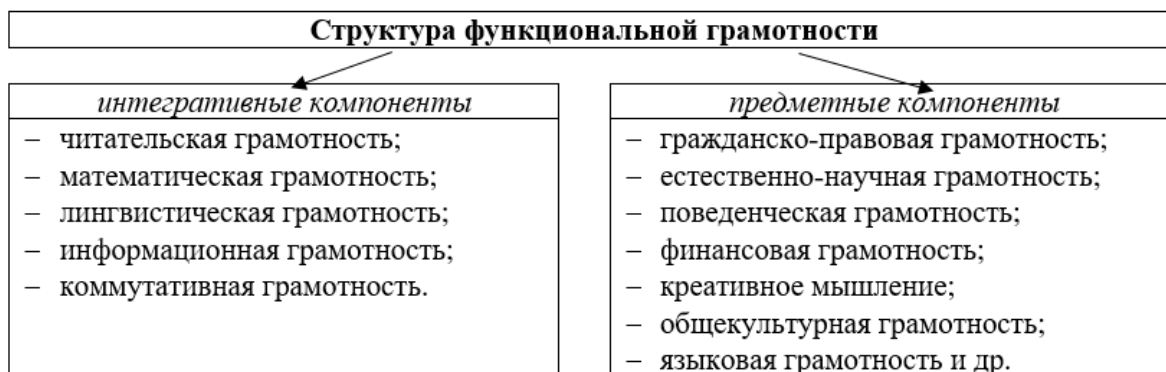 Структура функциональной грамотности
интегративные компоненты
– читательская грамотность;
– математическая грамотность;
– лингвистическая грамотность;
– информационная грамотность;
– коммутативная грамотность.
предметные компоненты
– гражданско-правовая грамотность;
– естественно-научная грамотность;
– поведенческая грамотность;
– финансовая грамотность;
– креативное мышление;
– общекультурная грамотность;
– языковая грамотность и др.